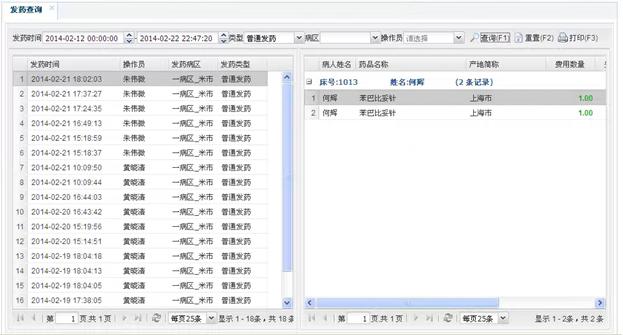 发药查询
发药时间 2014-02-12 00:00:00 - 2014-02-22 22:47:20 类型 普通发药 病区 操作员 请选择 查询(F1) 重置(F2) 打印(F3)
发药时间 操作员 发药病区 发药类型
1 2014-02-21 18:02:03 朱伟微 一病区_米市 普通发药
2 2014-02-21 17:37:27 朱伟微 一病区_米市 普通发药
3 2014-02-21 17:24:35 朱伟微 一病区_米市 普通发药
4 2014-02-21 16:49:13 朱伟微 一病区_米市 普通发药
5 2014-02-21 15:18:59 朱伟微 一病区_米市 普通发药
6 2014-02-21 15:18:37 朱伟微 一病区_米市 普通发药
7 2014-02-21 10:09:50 黄晓清 一病区_米市 普通发药
8 2014-02-21 10:09:44 黄晓清 一病区_米市 普通发药
9 2014-02-20 16:44:03 黄晓清 一病区_米市 普通发药
10 2014-02-20 16:43:42 黄晓清 一病区_米市 普通发药
11 2014-02-20 15:19:56 黄晓清 一病区_米市 普通发药
12 2014-02-20 15:14:51 黄晓清 一病区_米市 普通发药
13 2014-02-19 18:04:18 黄晓清 一病区_米市 普通发药
14 2014-02-19 18:04:13 黄晓清 一病区_米市 普通发药
15 2014-02-19 18:04:05 黄晓清 一病区_米市 普通发药
16 2014-02-19 17:38:05 黄晓清 一病区_米市 普通发药
第 1 页,共 1 页 每页25条 显示 1 - 18条，共 18 条
病人姓名 药品名称 产地简称 费用数量
床号:1013 姓名:何辉 (2 条记录)
1 何辉 苯巴比妥针 上海市 1.00
2 何辉 苯巴比妥针 上海市 1.00
第 1 页,共 1 页 每页25条 显示 1 - 2条，共 2 条